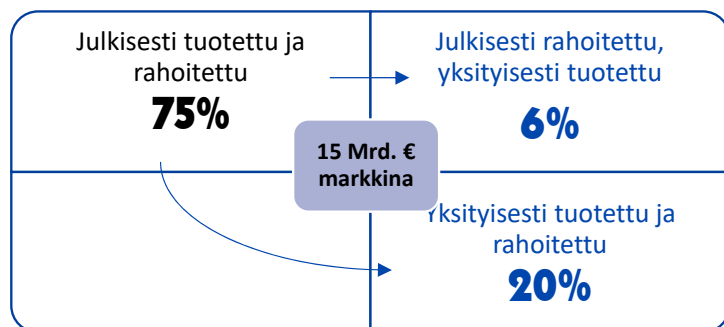 Julkisesti tuotettu ja
rahoitettu
75%
Julkisesti rahoitettu,
yksityisesti tuotettu
6%
15 Mrd. €
markkina
Yksityisesti tuotettu ja
rahoitettu
20%